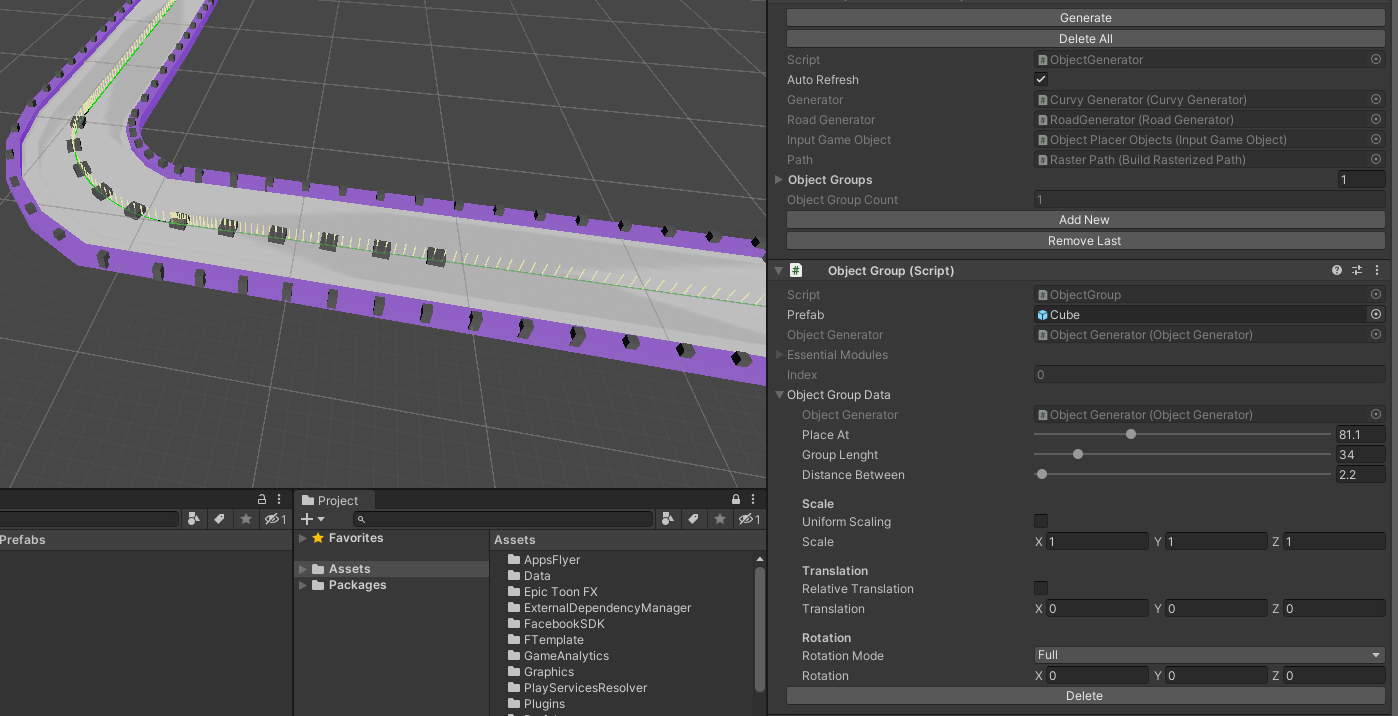 Generate
Delete All
Script ObjectGenerator
Auto Refresh
Generator Curvy Generator (Curvy Generator)
Road Generator RoadGenerator (Road Generator)
Input Game Object Object Placer Objects (Input Game Object)
Path Raster Path (Build Rasterized Path)
Object Groups 1
Object Group Count 1
Add New
Remove Last
Object Group (Script)
Script ObjectGroup
Prefab Cube
Object Generator Object Generator (Object Generator)
Essential Modules
Index 0
Object Group Data
Object Generator Object Generator (Object Generator)
Place At 81.1
Group Lenght 34
Distance Between 2.2
Scale
Uniform Scaling
Scale X 1 Y 1 Z 1
Translation
Relative Translation
Translation X 0 Y 0 Z 0
Rotation
Rotation Mode Full
Rotation X 0 Y 0 Z 0
Delete
1
Prefabs
Project
1
Favorites
Assets
Packages
Assets
AppsFlyer
Data
Epic Toon FX
ExternalDependencyManager
FacebookSDK
FTemplate
GameAnalytics
Graphics
PlayServicesResolver
Plugins